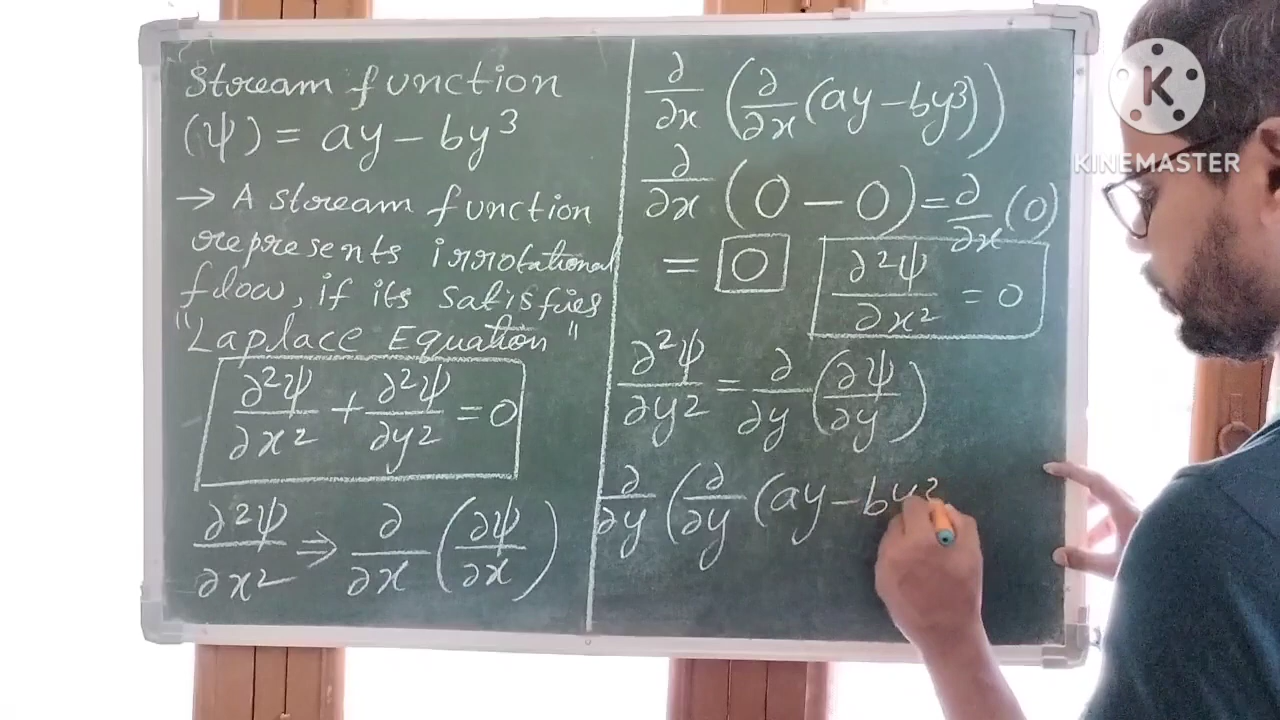 Stream function
(ψ) = ay - by³
→ A stream function
represents irrotational
flow, if its satisfies
"Laplace Equation"
∂²ψ/∂x² + ∂²ψ/∂y² = 0
∂²ψ/∂x² ⇒ ∂/∂x (∂ψ/∂x)
∂/∂x (∂/∂x (ay - by³))
∂/∂x (0 - 0) = ∂/∂x (0)
= 0
∂²ψ/∂x² = 0
∂²ψ/∂y² = ∂/∂y (∂ψ/∂y)
∂/∂y (∂/∂y (ay - by³
K
KINEMASTER